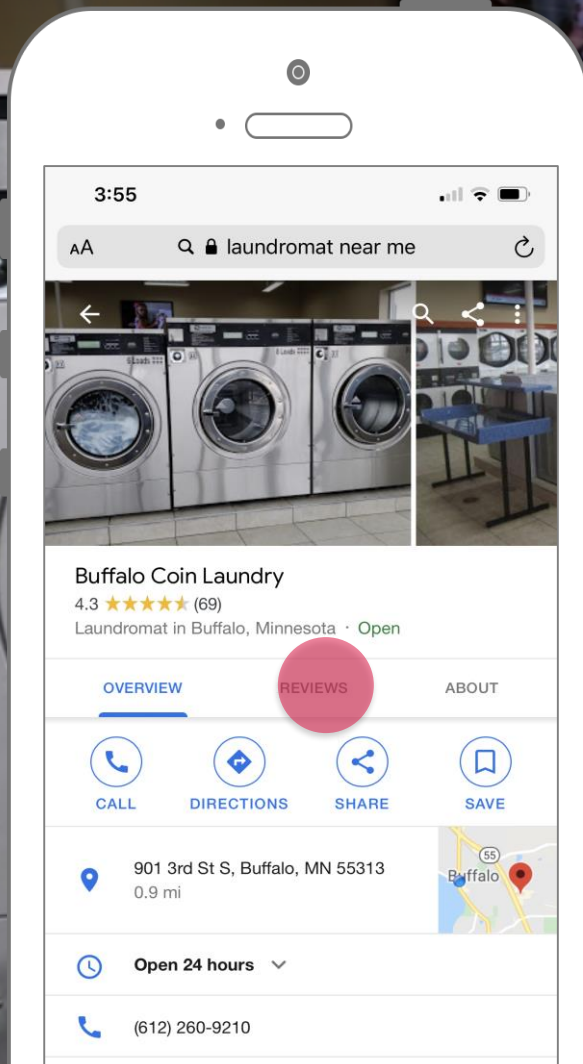 3:55
AA laundromat near me
Buffalo Coin Laundry
4.3 (69)
Laundromat in Buffalo, Minnesota · Open
OVERVIEW REVIEWS ABOUT
CALL DIRECTIONS SHARE SAVE
901 3rd St S, Buffalo, MN 55313
0.9 mi
55
Buffalo
Open 24 hours
(612) 260-9210